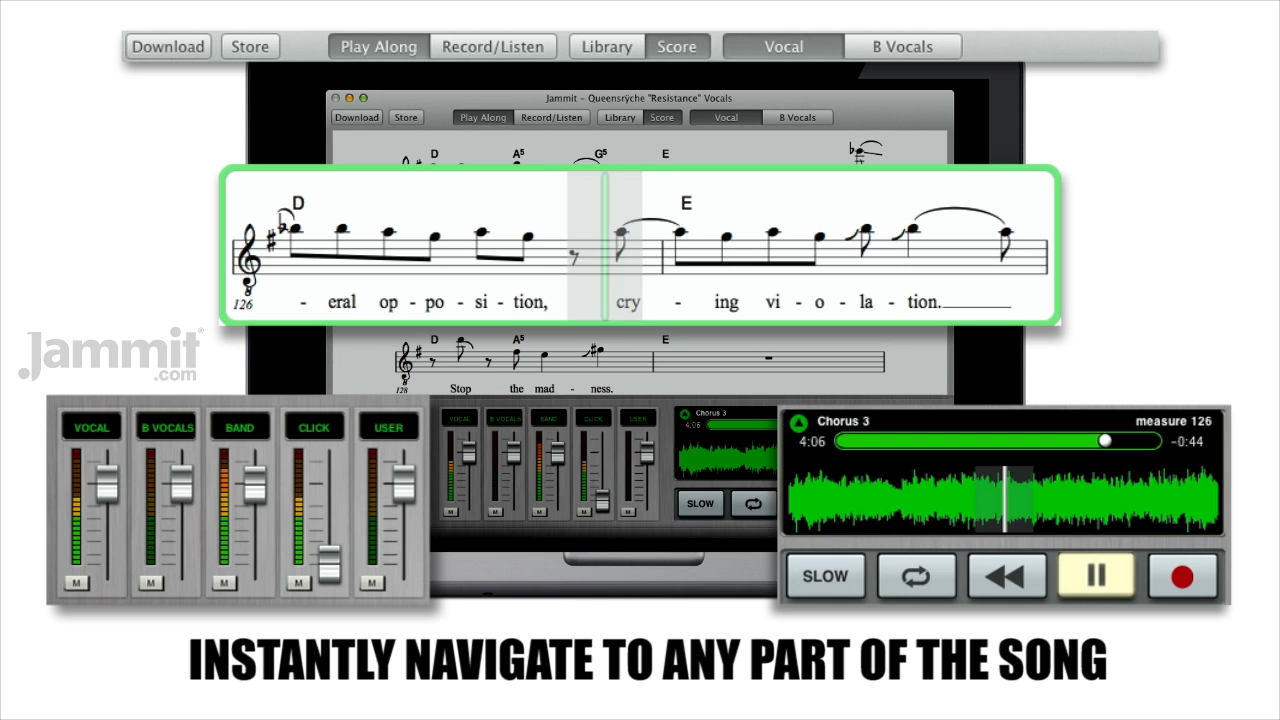 Download Store Play Along Record/Listen Library Score Vocal B Vocals
Jammit – Queensrÿche "Resistance" Vocals
Download Store Play Along Record/Listen Library Score Vocal B Vocals
D A5 G5 E
D E
126 - eral op - po - si - tion, cry - ing vi - o - la - tion.
Jammit
.com
D A5 E
128 Stop the mad - ness.
VOCAL B VOCALS BAND CLICK USER
M M M M M
VOCAL B VOCALS BAND CLICK USER
M M M M M
Chorus 3
4:06
SLOW
Chorus 3 measure 126
4:06 -0:44
SLOW
INSTANTLY NAVIGATE TO ANY PART OF THE SONG